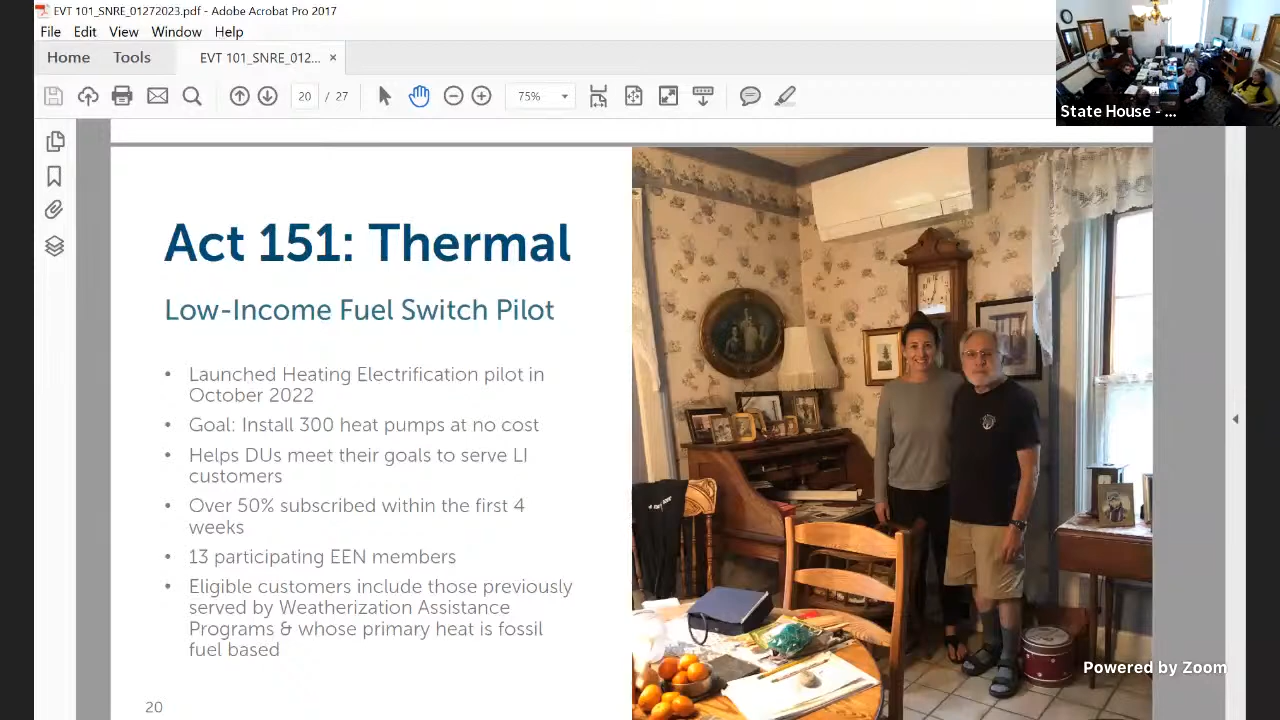 EVT 101_SNRE_01272023.pdf - Adobe Acrobat Pro 2017
File Edit View Window Help
Home Tools EVT 101_SNRE_012... ×
20 / 27 75%
State House - ...
Act 151: Thermal
Low-Income Fuel Switch Pilot
• Launched Heating Electrification pilot in
October 2022
• Goal: Install 300 heat pumps at no cost
• Helps DUs meet their goals to serve LI
customers
• Over 50% subscribed within the first 4
weeks
• 13 participating EEN members
• Eligible customers include those previously
served by Weatherization Assistance
Programs & whose primary heat is fossil
fuel based
20
Powered by Zoom